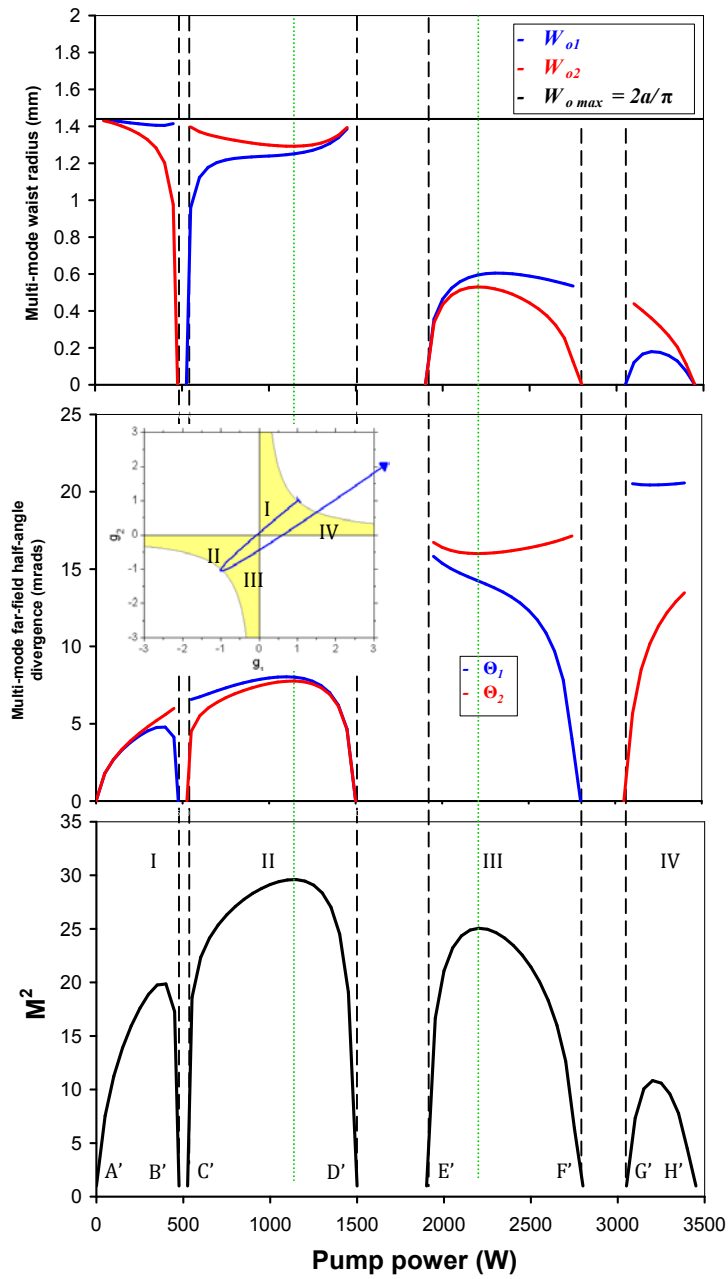 2
1.8
1.6
1.4
1.2
1
0.8
0.6
0.4
0.2
0
Multi-mode waist radius (mm)
- W o1
- W o2
- W o max = 2a/π
25
20
15
10
5
0
Multi-mode far-field half-angle
divergence (mrads)
3
2
1
0
-1
-2
-3
g2
-3 -2 -1 0 1 2 3
g1
I
II
III
IV
- Θ1
- Θ2
35
30
25
20
15
10
5
0
M2
I II III IV
A’ B’ C’ D’ E’ F’ G’ H’
0 500 1000 1500 2000 2500 3000 3500
Pump power (W)